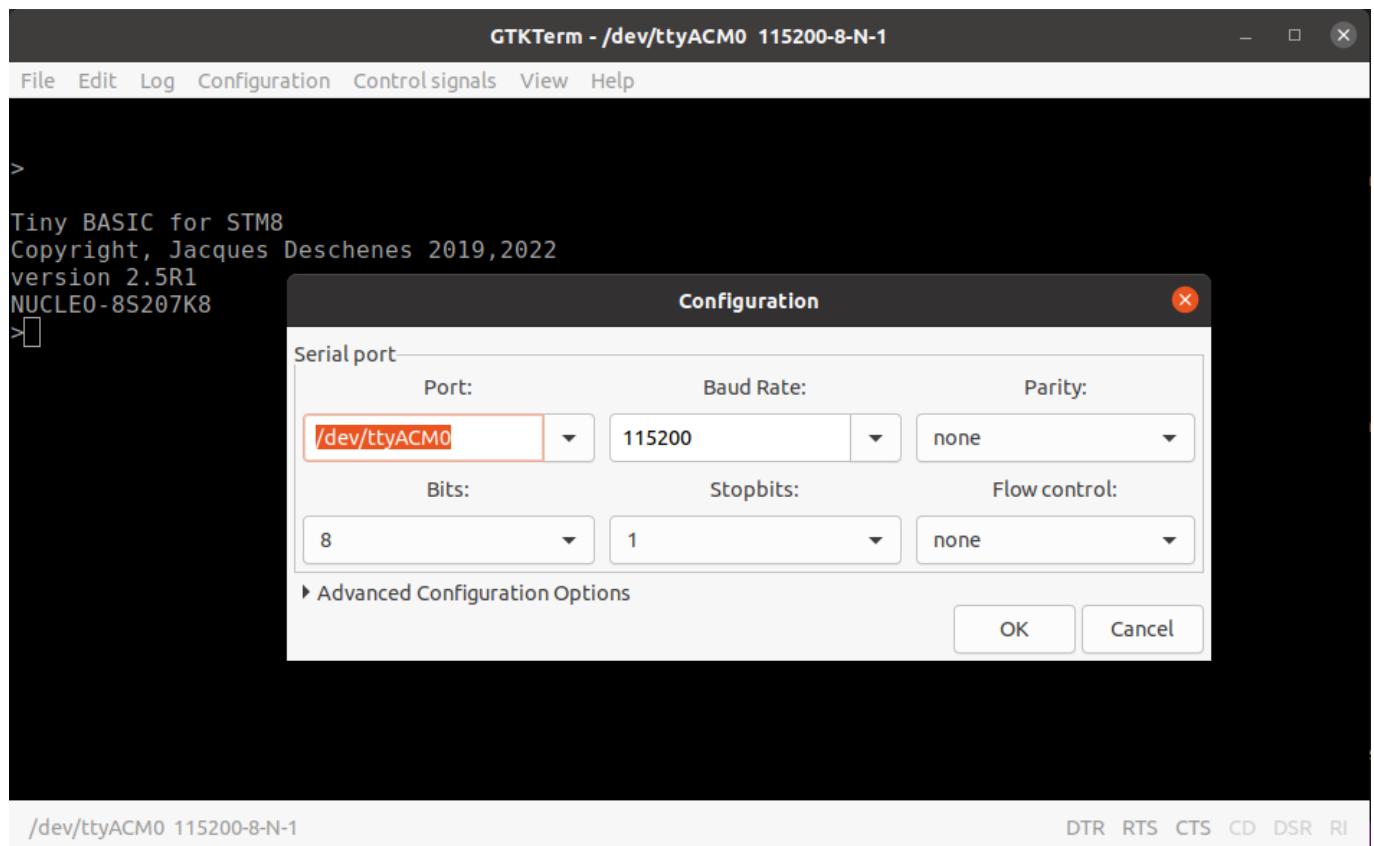 GTKTerm - /dev/ttyACM0 115200-8-N-1
File Edit Log Configuration Control signals View Help
>
Tiny BASIC for STM8
Copyright, Jacques Deschenes 2019,2022
version 2.5R1
NUCLEO-8S207K8
>
Configuration
Serial port
Port: Baud Rate: Parity:
/dev/ttyACM0 115200 none
Bits: Stopbits: Flow control:
8 1 none
Advanced Configuration Options
OK Cancel
/dev/ttyACM0 115200-8-N-1 DTR RTS CTS CD DSR RI